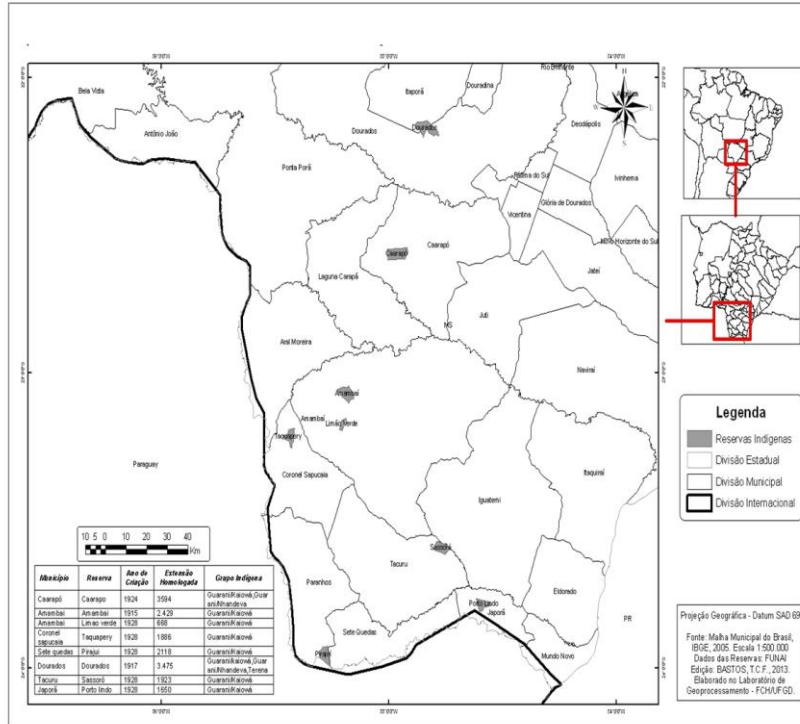 Bela Vista
Antônio João
Ponta Porã
Dourados
Itaporã
Douradina
Rio Brilhante
Dourados
Deodápolis
Ivinhema
Fátima do Sul
Vicentina
Glória de Dourados
Novo Horizonte do Sul
Jateí
Caarapó
Caarapó
Laguna Carapã
Juti
MS
Aral Moreira
Naviraí
Amambaí
Amambaí
Limão Verde
Taquapery
Coronel Sapucaia
Paraguay
Iguatemi
Itaquiraí
Sassoró
Tacuru
Paranhos
Eldorado
Porto Lindo
Japorã
Sete Quedas
Pirajuí
Mundo Novo
PR
N
S
10 5 0 10 20 30 40
Km
Município Reserva Ano de Criação Extensão Homologada Grupo Indígena
Caarapó Caarapo 1924 3594 Guarani/Kaiowá,Guarani/Nhandeva
Amambai Amambai 1915 2.429 Guarani/Kaiowá
Amambai Limao verde 1928 668 Guarani/Kaiowá
Coronel sapucaia Taquapery 1928 1886 Guarani/Kaiowá
Sete quedas Pirajui 1928 2118 Guarani/Kaiowá
Dourados Dourados 1917 3.475 Guarani/kaiowá,Guarani/Nhandeva,Terena
Tacuru Sassoró 1928 1923 Guarani/Kaiowá
Japorã Porto lindo 1928 1650 Guarani/Kaiowá
Legenda
Reservas Indígenas
Divisão Estadual
Divisão Municipal
Divisão Internacional
Projeção Geográfica - Datum SAD 69
Fonte: Malha Municipal do Brasil,
IBGE, 2005. Escala 1:500.000
Dados das Reservas: FUNAI
Edição: BASTOS, T.C.F., 2013.
Elaborado no Laboratório de
Geoprocessamento - FCH/UFGD.